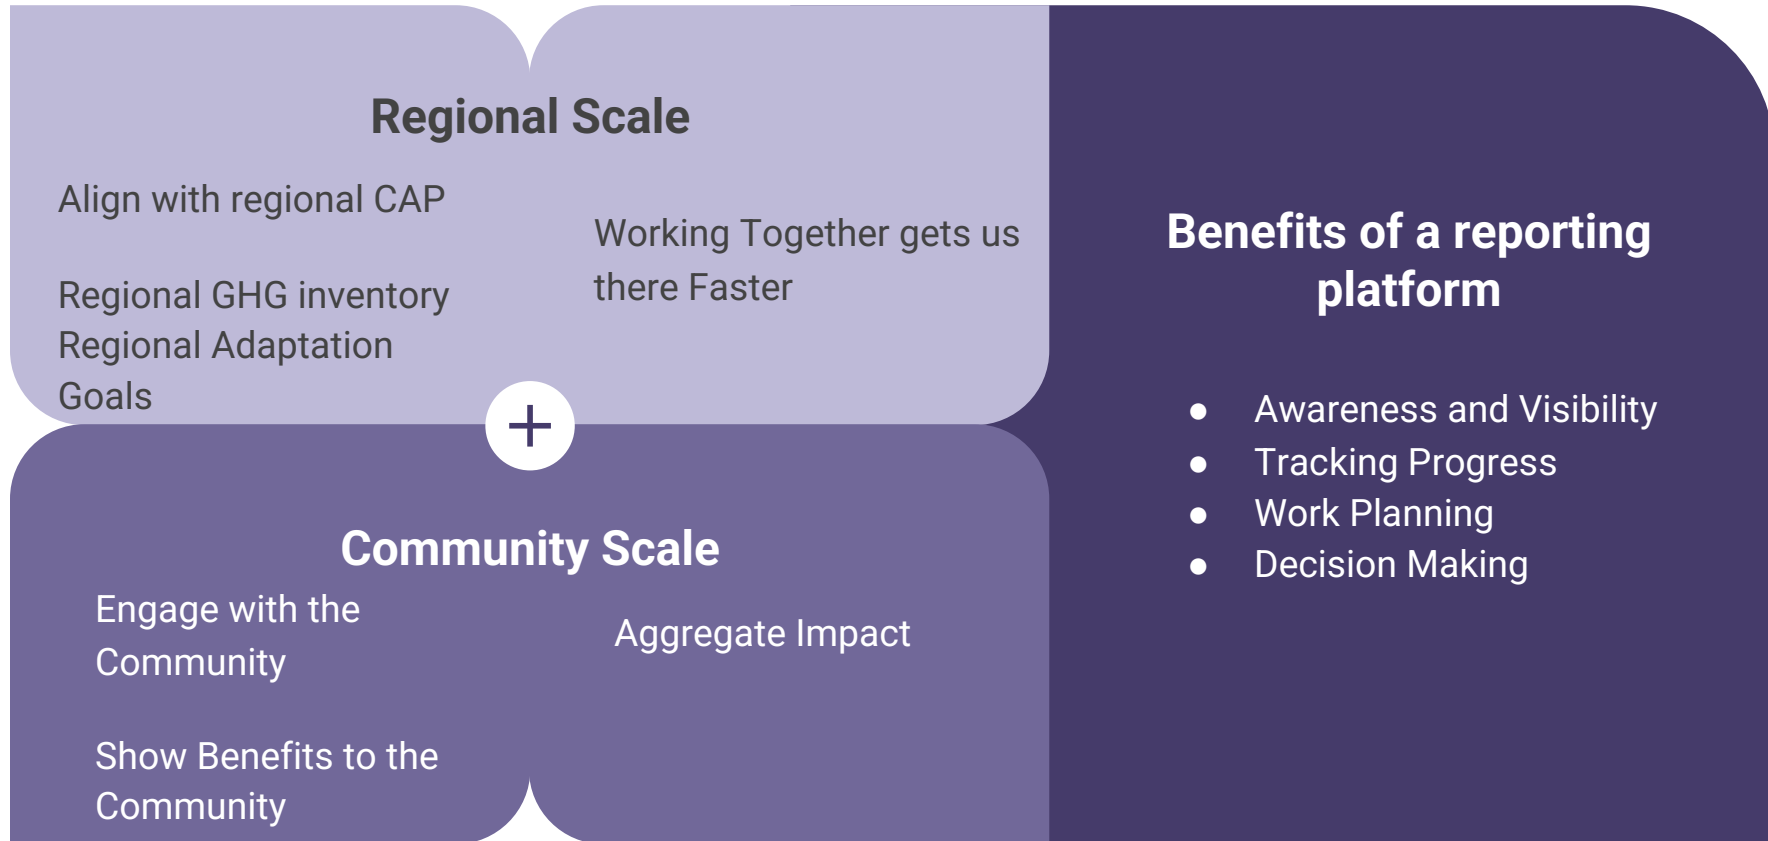 Regional Scale
Align with regional CAP
Regional GHG inventory
Regional Adaptation
Goals
Working Together gets us
there Faster
+
Community Scale
Engage with the
Community
Show Benefits to the
Community
Aggregate Impact
Benefits of a reporting
platform
● Awareness and Visibility
● Tracking Progress
● Work Planning
● Decision Making